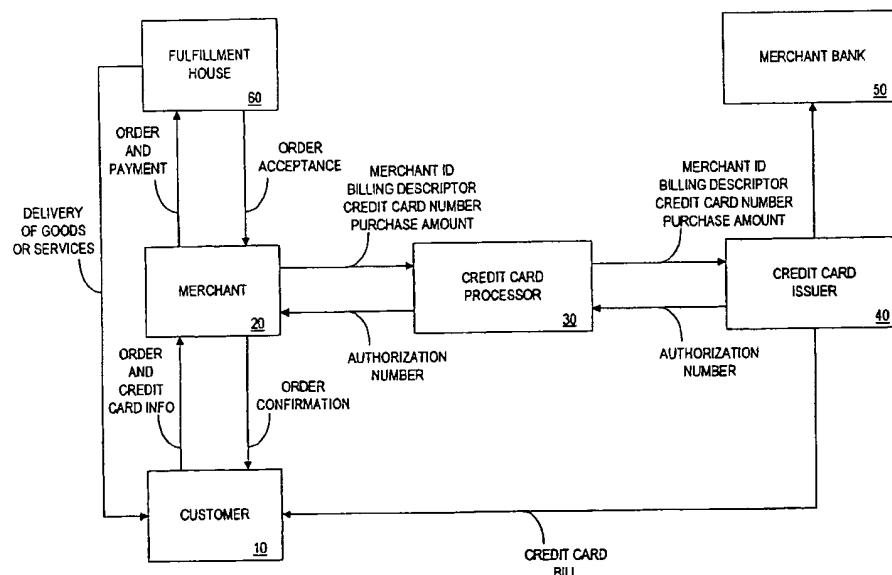 FULFILLMENT
HOUSE
60
MERCHANT BANK
50
ORDER
AND
PAYMENT
ORDER
ACCEPTANCE
MERCHANT ID
BILLING DESCRIPTOR
CREDIT CARD NUMBER
PURCHASE AMOUNT
MERCHANT ID
BILLING DESCRIPTOR
CREDIT CARD NUMBER
PURCHASE AMOUNT
DELIVERY
OF GOODS
OR SERVICES
MERCHANT
20
CREDIT CARD
PROCESSOR
30
CREDIT CARD
ISSUER
40
ORDER
AND
CREDIT
CARD INFO
ORDER
CONFIRMATION
AUTHORIZATION
NUMBER
AUTHORIZATION
NUMBER
CUSTOMER
10
CREDIT CARD
BILL